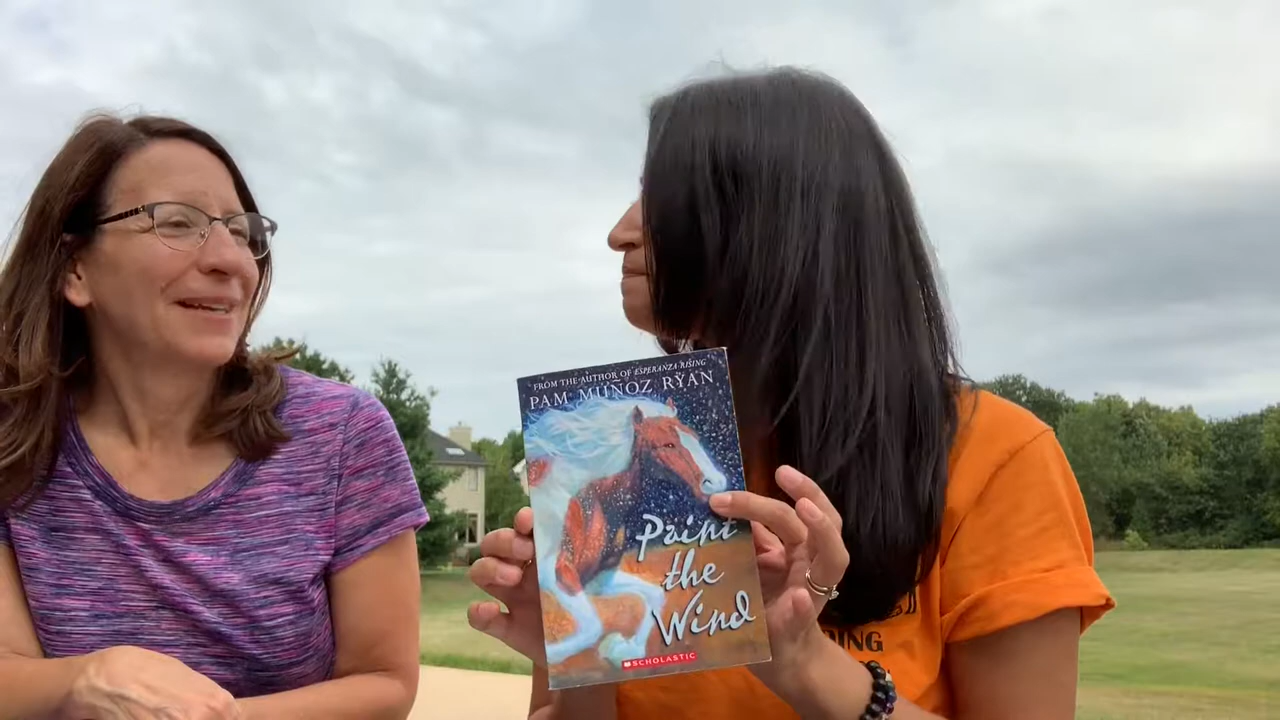 FROM THE AUTHOR OF ESPERANZA RISING
PAM MUÑOZ RYAN
Paint
the
Wind
SCHOLASTIC